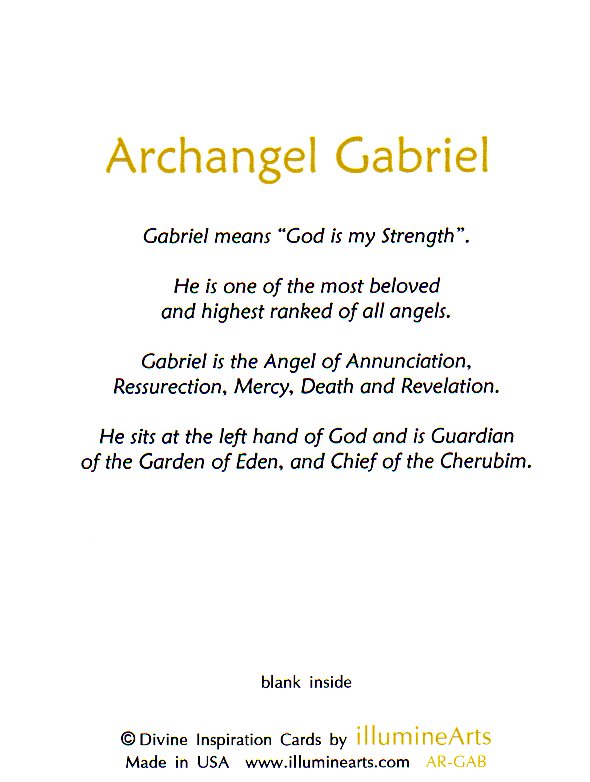 Archangel Gabriel
Gabriel means “God is my Strength”.
He is one of the most beloved
and highest ranked of all angels.
Gabriel is the Angel of Annunciation,
Ressurection, Mercy, Death and Revelation.
He sits at the left hand of God and is Guardian
of the Garden of Eden, and Chief of the Cherubim.
blank inside
© Divine Inspiration Cards by illumineArts
Made in USA www.illuminearts.com AR-GAB